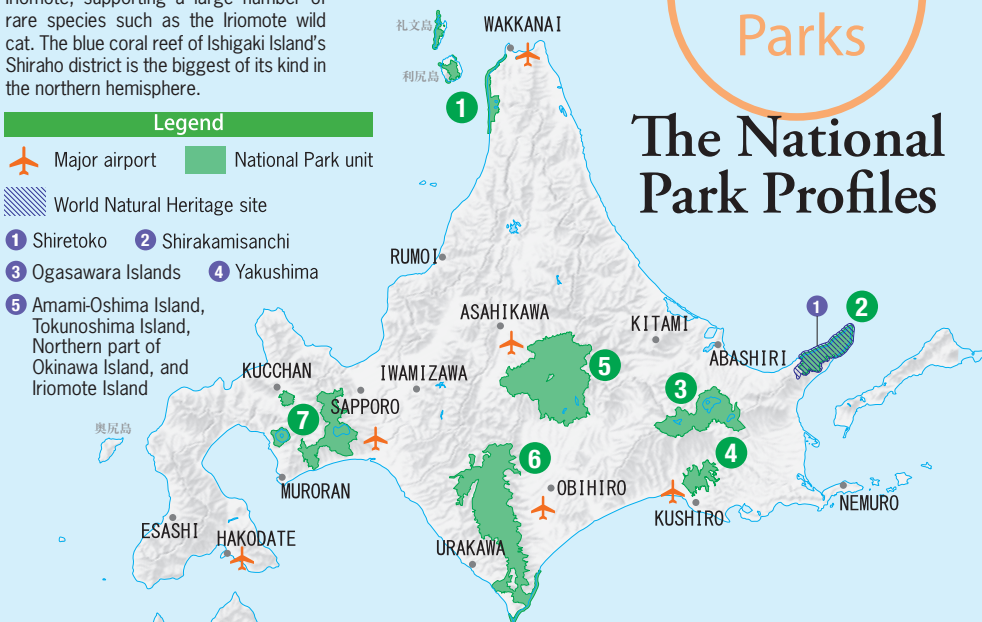 Iriomote, supporting a large number of
rare species such as the Iriomote wild
cat. The blue coral reef of Ishigaki Island's
Shiraho district is the biggest of its kind in
the northern hemisphere.
Legend
Major airport
National Park unit
World Natural Heritage site
1 Shiretoko
2 Shirakamisanchi
3 Ogasawara Islands
4 Yakushima
5 Amami-Oshima Island,
Tokunoshima Island,
Northern part of
Okinawa Island, and
Iriomote Island
Parks
The National
Park Profiles
礼文島
WAKKANAI
利尻島
1
RUMOI
ASAHIKAWA
KITAMI
1
2
ABASHIRI
KUCCHAN
IWAMIZAWA
5
SAPPORO
3
7
奥尻島
6
4
OBIHIRO
MURORAN
KUSHIRO
NEMURO
ESASHI
HAKODATE
URAKAWA